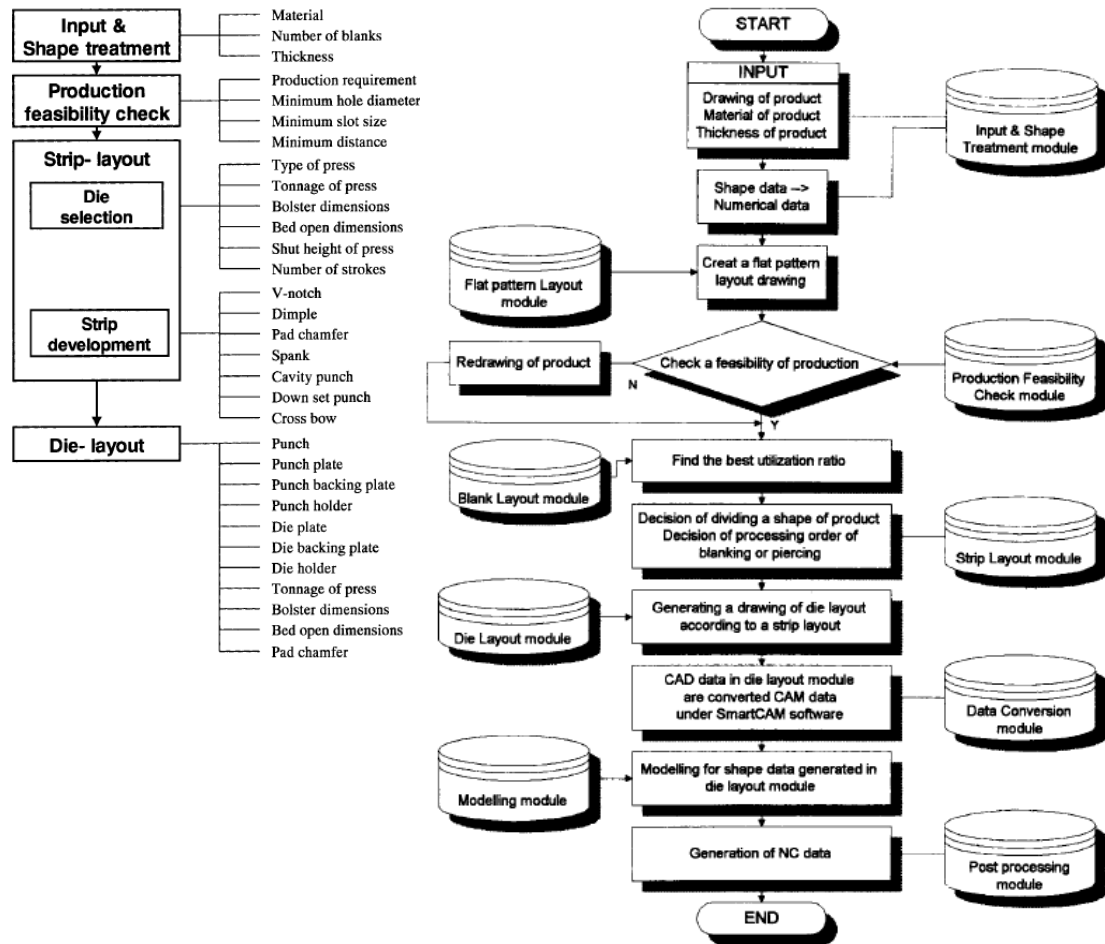 Input &
Shape treatment
Material
Number of blanks
Thickness
Production
feasibility check
Production requirement
Minimum hole diameter
Minimum slot size
Minimum distance
Strip- layout
Die
selection
Type of press
Tonnage of press
Bolster dimensions
Bed open dimensions
Shut height of press
Number of strokes
Strip
development
V-notch
Dimple
Pad chamfer
Spank
Cavity punch
Down set punch
Cross bow
Die- layout
Punch
Punch plate
Punch backing plate
Punch holder
Die plate
Die backing plate
Die holder
Tonnage of press
Bolster dimensions
Bed open dimensions
Pad chamfer
START
INPUT
Drawing of product
Material of product
Thickness of product
Input & Shape
Treatment module
Shape data -->
Numerical data
Flat pattern Layout
module
Creat a flat pattern
layout drawing
Redrawing of product
N
Check a feasibility of production
Production Feasibility
Check module
Y
Blank Layout module
Find the best utilization ratio
Decision of dividing a shape of product
Decision of processing order of
blanking or piercing
Strip Layout module
Die Layout module
Generating a drawing of die layout
according to a strip layout
CAD data in die layout module
are converted CAM data
under SmartCAM software
Data Conversion
module
Modelling module
Modelling for shape data generated in
die layout module
Generation of NC data
Post processing
module
END